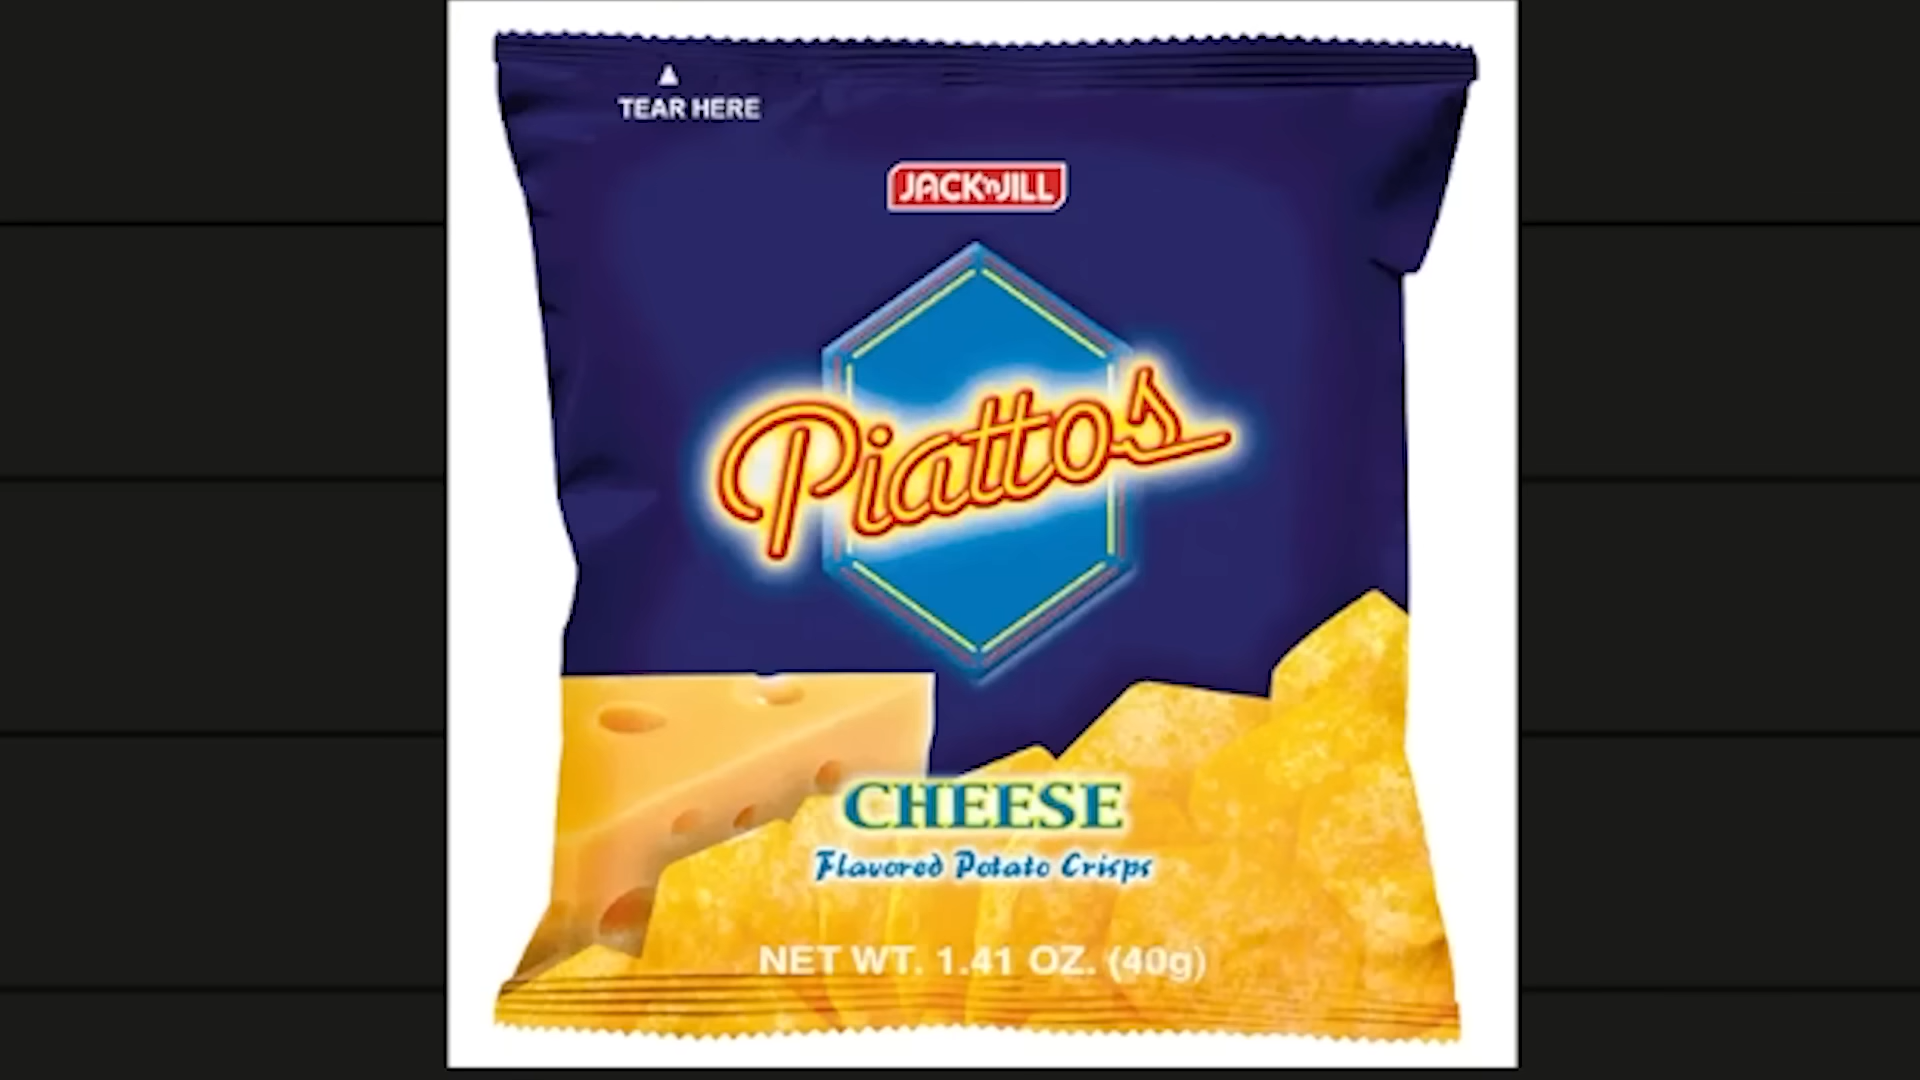 TEAR HERE
JACK'n JILL
Piattos
CHEESE
Flavored Potato Crisps
NET WT. 1.41 OZ. (40g)